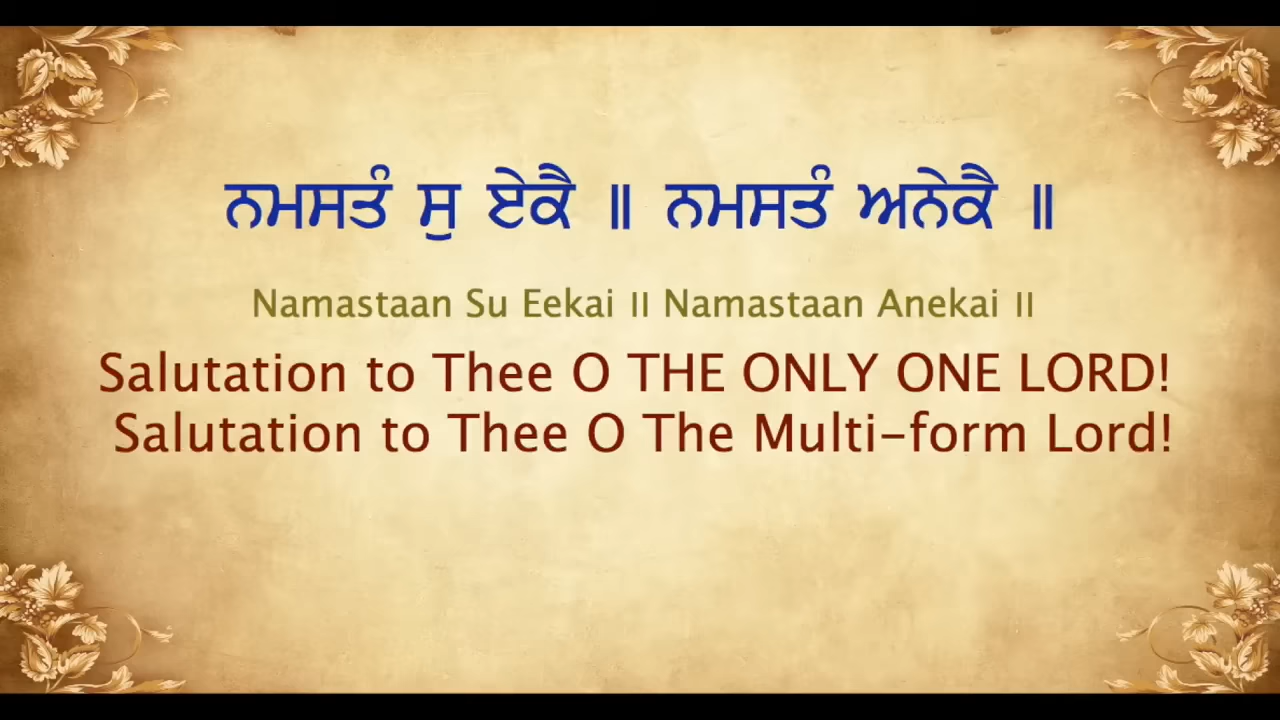 ਨਮਸਤੰ ਸੁ ਏਕੈ ॥ ਨਮਸਤੰ ਅਨੇਕੈ ॥
Namastaan Su Eekai II Namastaan Anekai II
Salutation to Thee O THE ONLY ONE LORD!
Salutation to Thee O The Multi-form Lord!